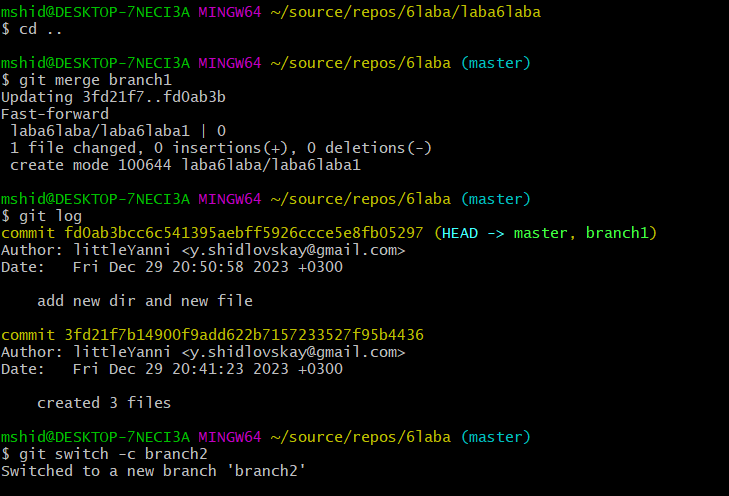 mshid@DESKTOP-7NECI3A MINGW64 ~/source/repos/6laba/laba6laba
$ cd ..
mshid@DESKTOP-7NECI3A MINGW64 ~/source/repos/6laba (master)
$ git merge branch1
Updating 3fd21f7..fd0ab3b
Fast-forward
 laba6laba/laba6laba1 | 0
 1 file changed, 0 insertions(+), 0 deletions(-)
 create mode 100644 laba6laba/laba6laba1
mshid@DESKTOP-7NECI3A MINGW64 ~/source/repos/6laba (master)
$ git log
commit fd0ab3bcc6c541395aebff5926ccce5e8fb05297 (HEAD -> master, branch1)
Author: littleYanni <y.shidlovskay@gmail.com>
Date:   Fri Dec 29 20:50:58 2023 +0300
    add new dir and new file
commit 3fd21f7b14900f9add622b7157233527f95b4436
Author: littleYanni <y.shidlovskay@gmail.com>
Date:   Fri Dec 29 20:41:23 2023 +0300
    created 3 files
mshid@DESKTOP-7NECI3A MINGW64 ~/source/repos/6laba (master)
$ git switch -c branch2
Switched to a new branch 'branch2'